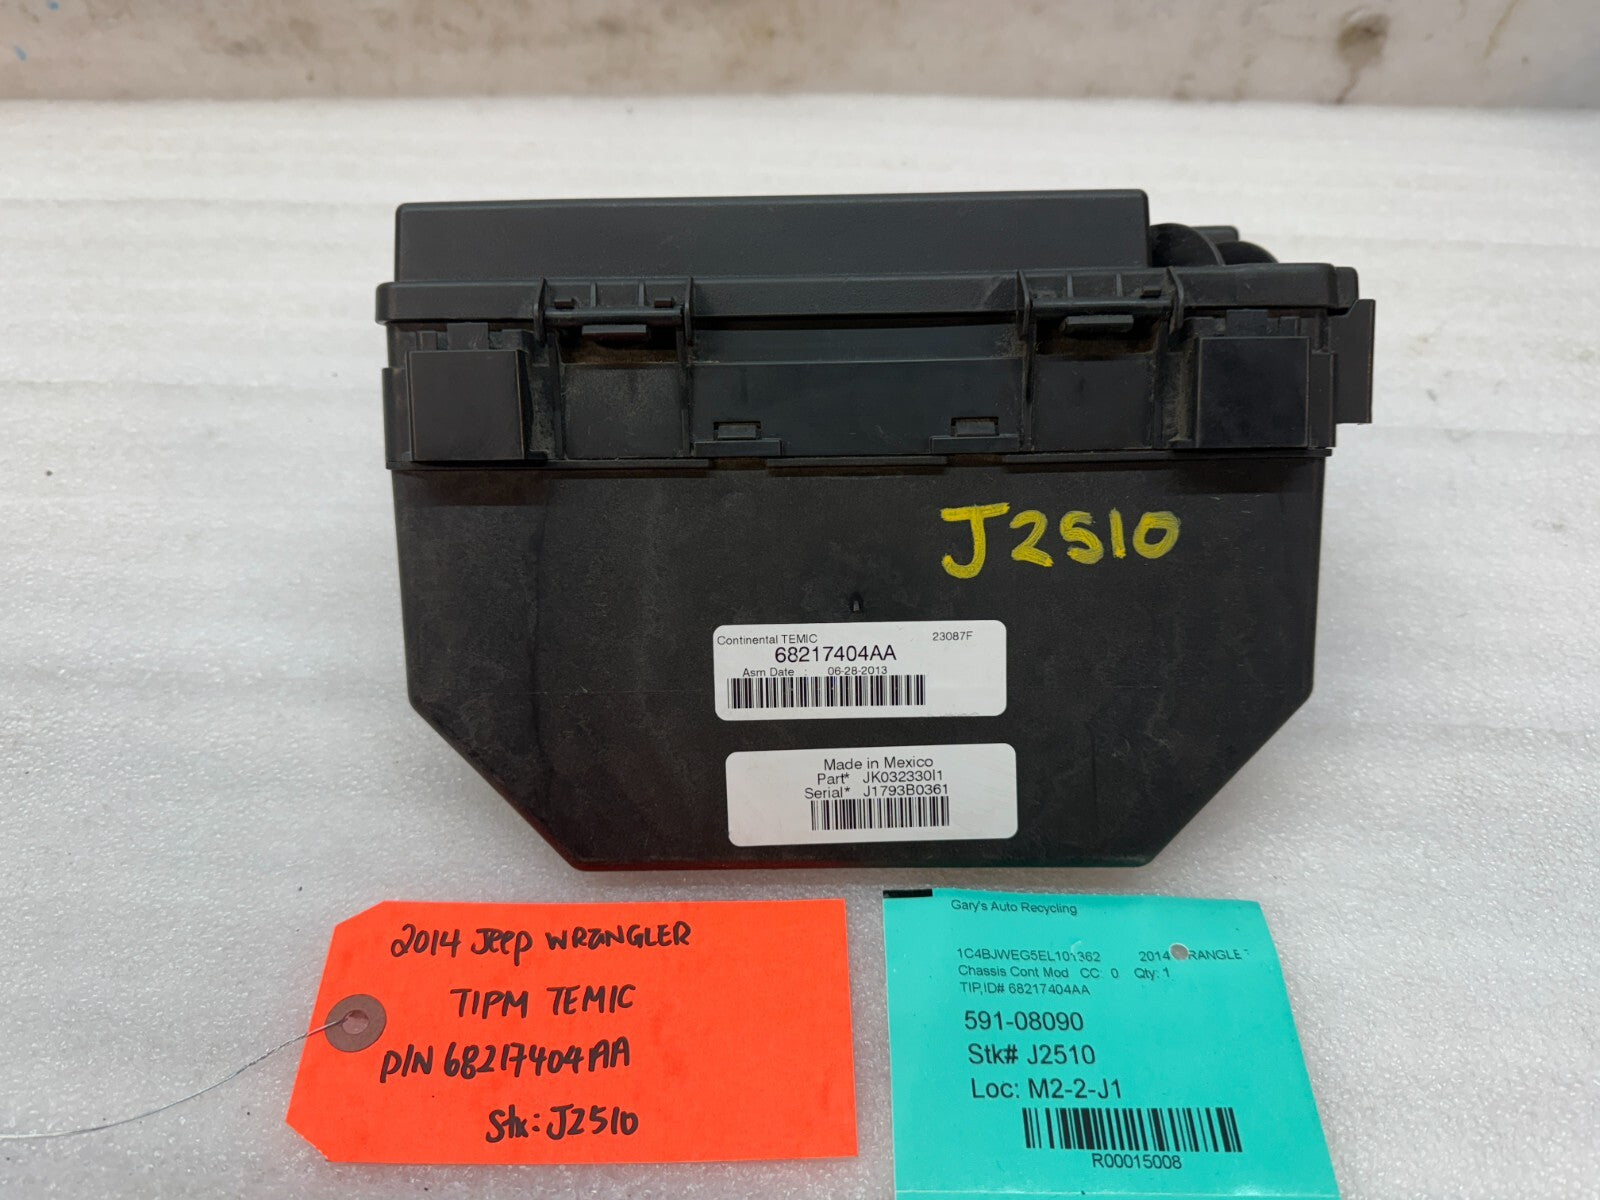 J2510
Continental TEMIC 23087F
68217404AA
Asm Date : 06-28-2013
Made in Mexico
Part* JK032330I1
Serial* J1793B0361
2014 Jeep WRANGLER
TIPM TEMIC
P/N 68217404AA
Stk: J2510
Gary's Auto Recycling
1C4BJWEG5EL101362 2014
Chassis Cont Mod CC: 0 Qty: 1
TIP,ID# 68217404AA
591-08090
Stk# J2510
Loc: M2-2-J1
R00015008